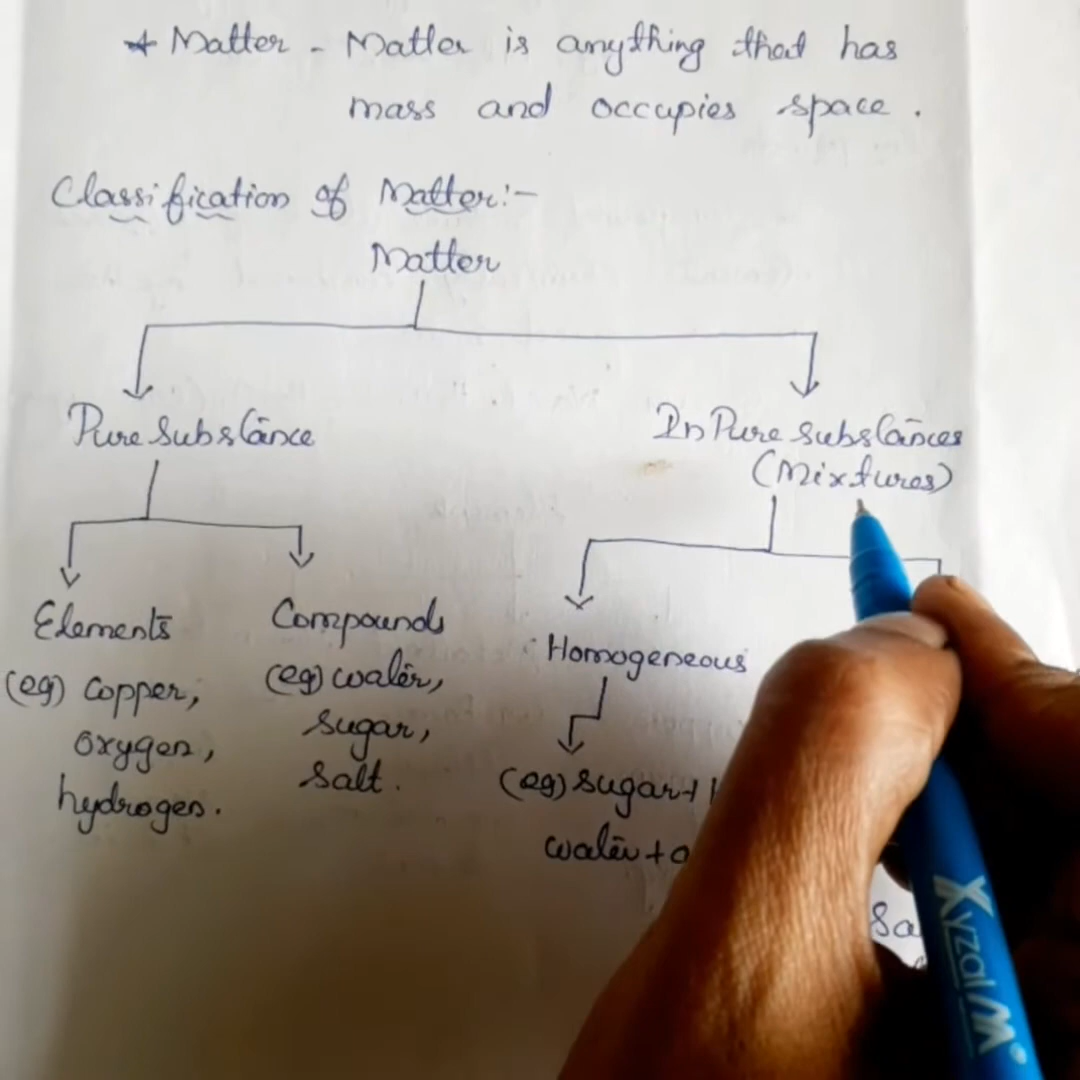 * Matter - Matter is anything that has
mass and occupies space.
Classification of Matter:-
Matter
Pure substance
InPure substances
(Mixtures)
Elements
Compounds
Homogeneous
(eg) copper,
oxygen,
hydrogen.
(eg) water,
sugar,
salt.
(eg) sugar+
water+
XyzalM